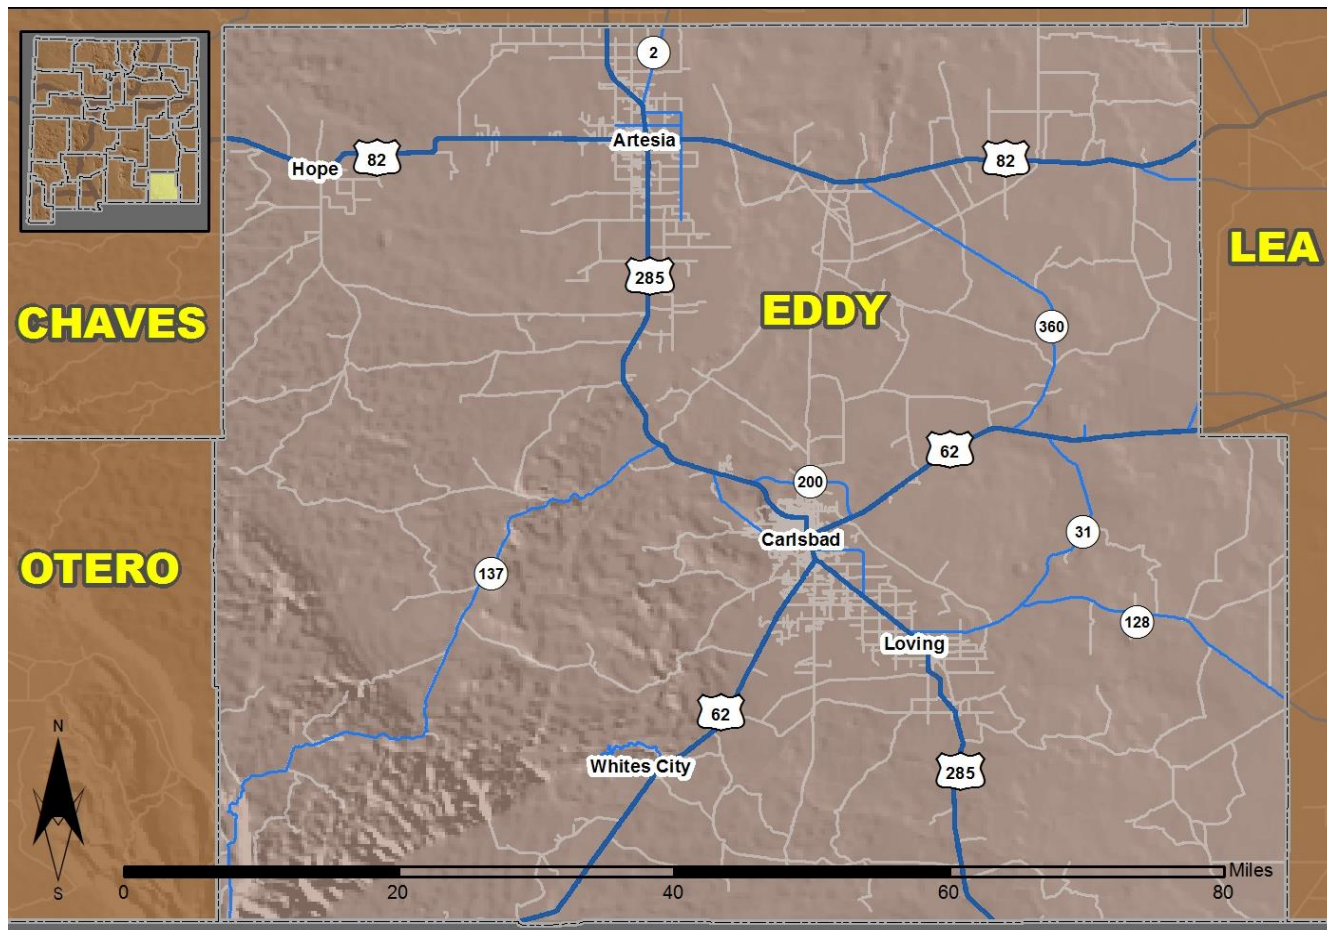 2
Artesia
82
Hope
82
LEA
285
EDDY
CHAVES
360
62
200
31
Carlsbad
OTERO
137
128
Loving
62
N
Whites City
285
S
Miles
0
20
40
60
80